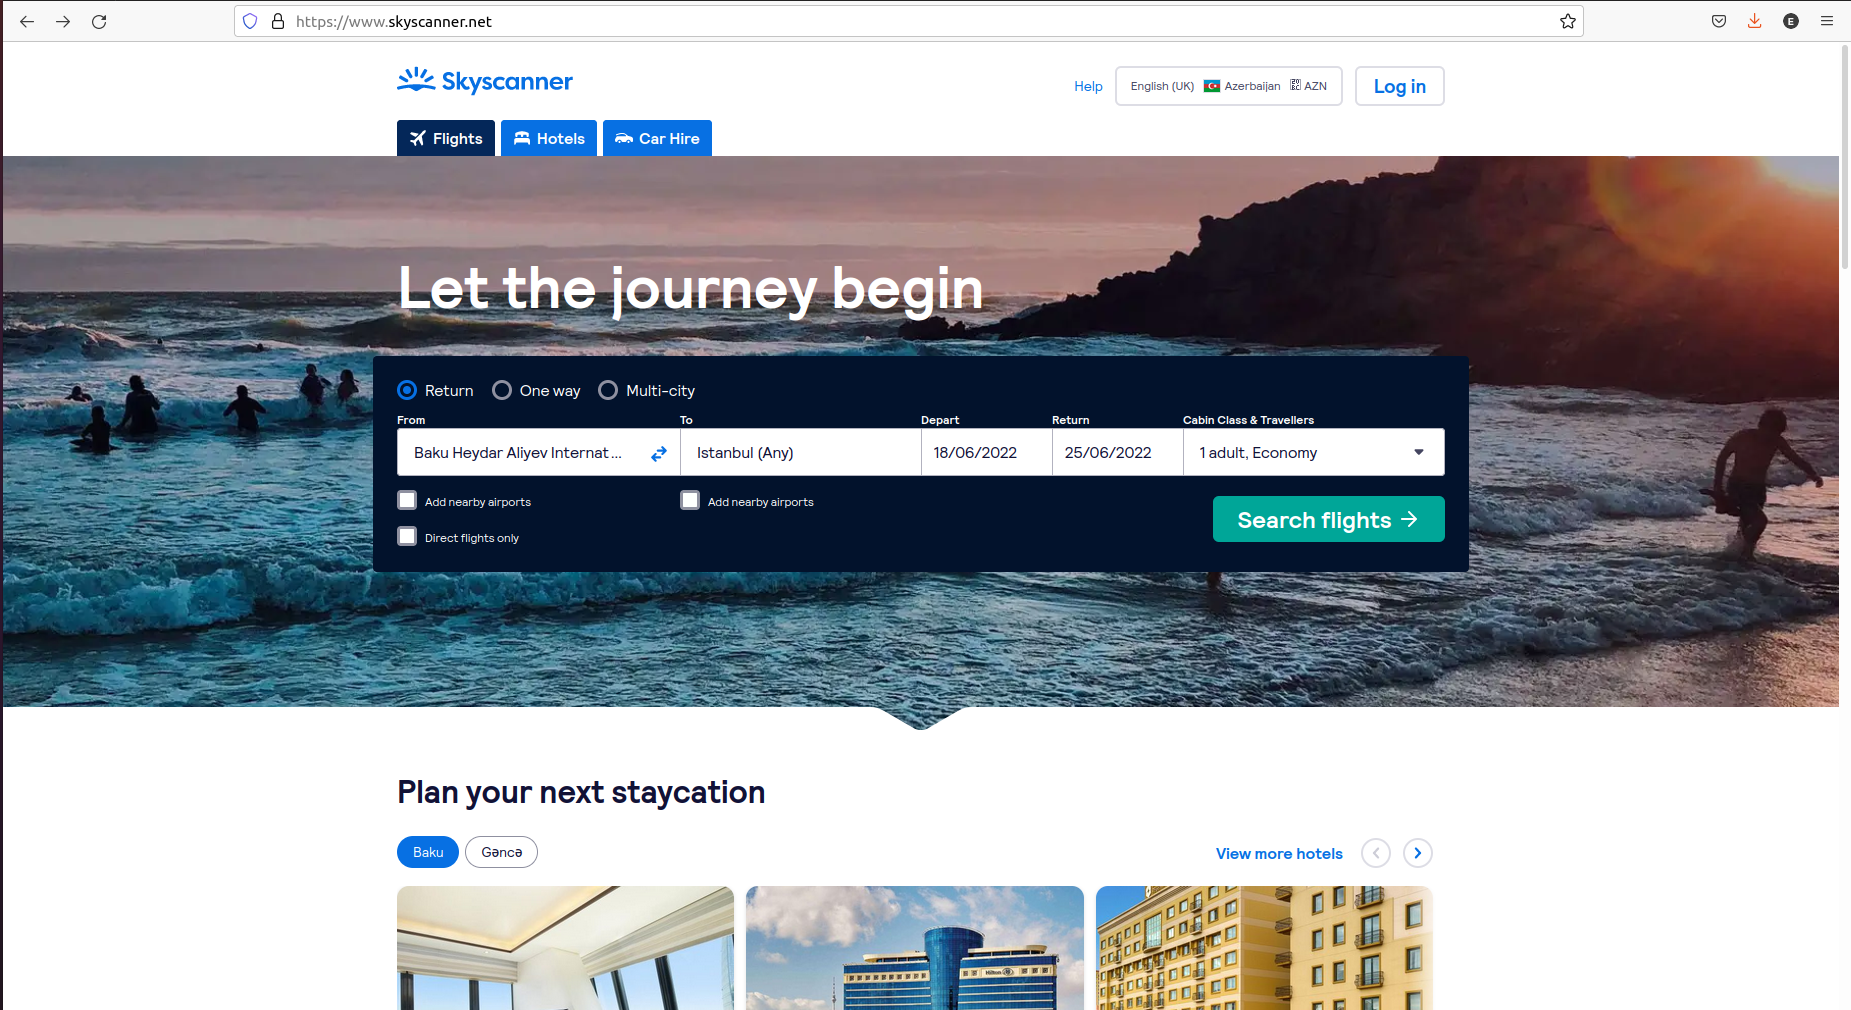 https://www.skyscanner.net
E
Skyscanner
Help
English (UK) Azerbaijan AZN
Log in
Flights
Hotels
Car Hire
Let the journey begin
Return
One way
Multi-city
From
To
Depart
Return
Cabin Class & Travellers
Baku Heydar Aliyev Internat...
Istanbul (Any)
18/06/2022
25/06/2022
1 adult, Economy
Add nearby airports
Add nearby airports
Direct flights only
Search flights
Plan your next staycation
Baku
Gəncə
View more hotels
Hilton